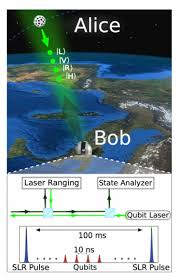 Alice
|L⟩
|V⟩
|R⟩
|H⟩
Bob
Laser Ranging
State Analyzer
Qubit Laser
100 ms
10 ns
SLR Pulse
Qubits
SLR Pulse